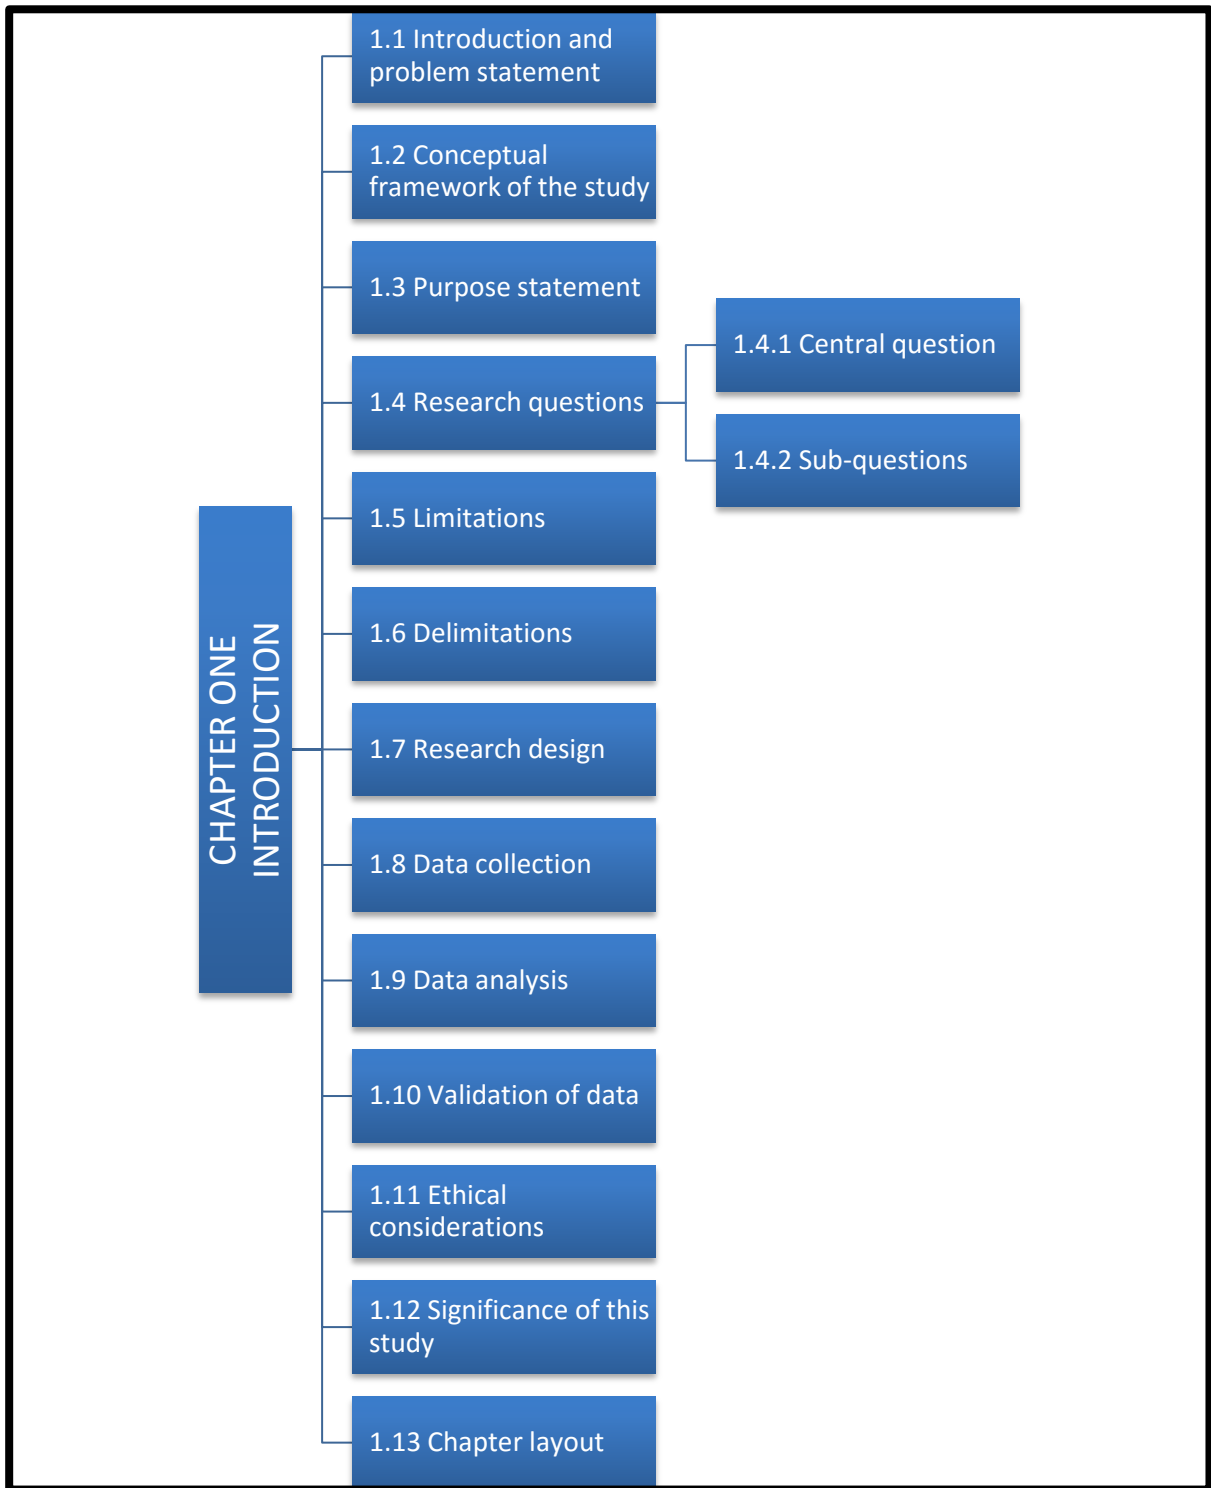 CHAPTER ONE
INTRODUCTION
1.1 Introduction and
problem statement
1.2 Conceptual
framework of the study
1.3 Purpose statement
1.4 Research questions
1.4.1 Central question
1.4.2 Sub-questions
1.5 Limitations
1.6 Delimitations
1.7 Research design
1.8 Data collection
1.9 Data analysis
1.10 Validation of data
1.11 Ethical
considerations
1.12 Significance of this
study
1.13 Chapter layout